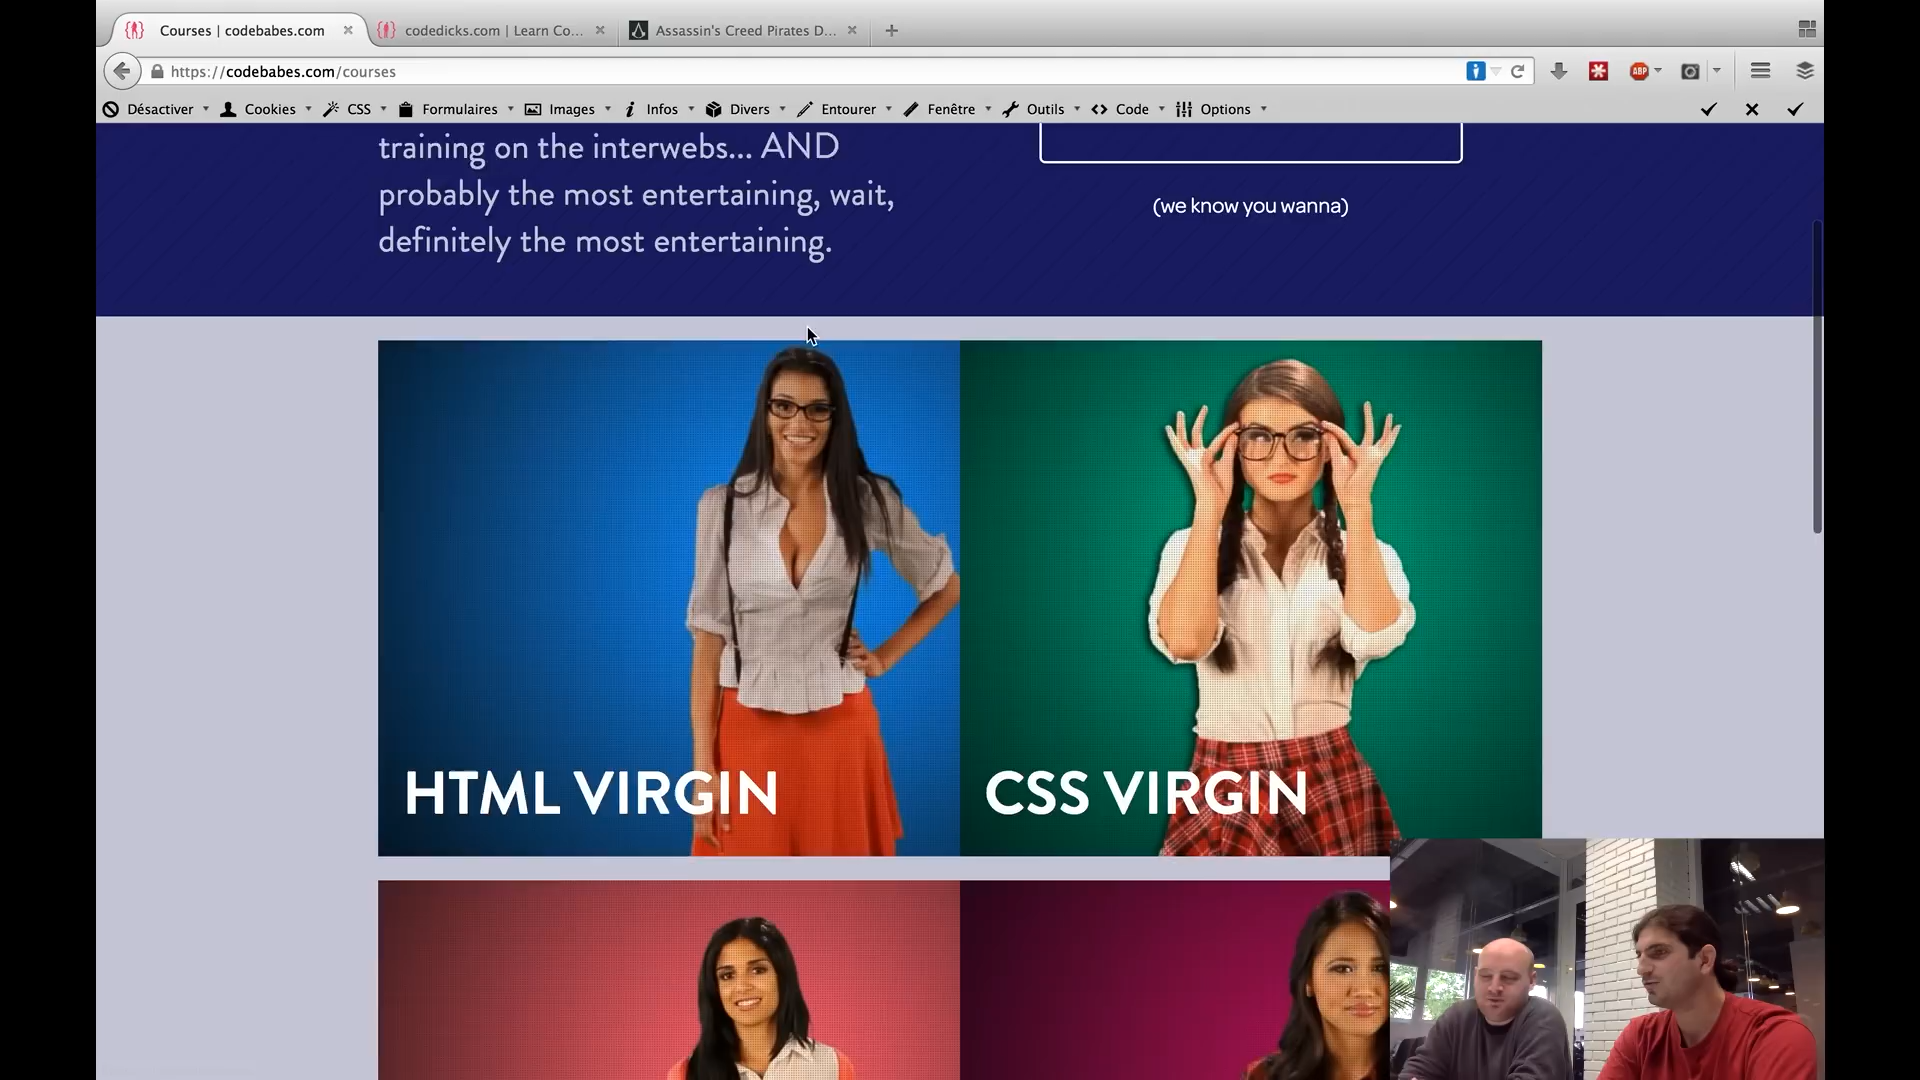 Courses | codebabes.com
codedicks.com | Learn Co...
Assassin's Creed Pirates D...
https://codebabes.com/courses
ABP
Désactiver
Cookies
CSS
Formulaires
Images
Infos
Divers
Entourer
Fenêtre
Outils
Code
Options
training on the interwebs... AND
probably the most entertaining, wait,
definitely the most entertaining.
(we know you wanna)
HTML VIRGIN
CSS VIRGIN